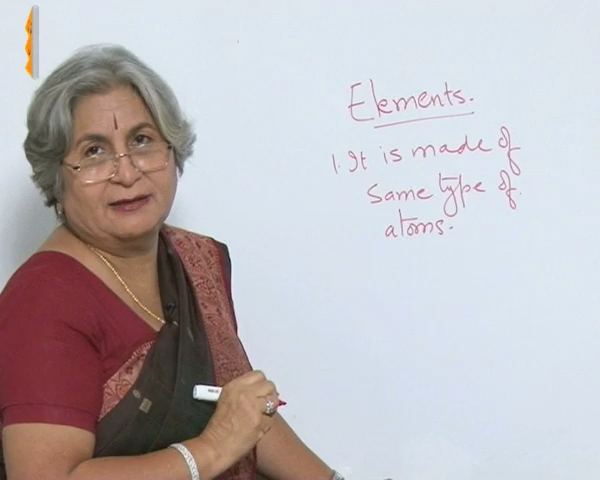 Elements.
1. It is made of
same type of.
atoms.